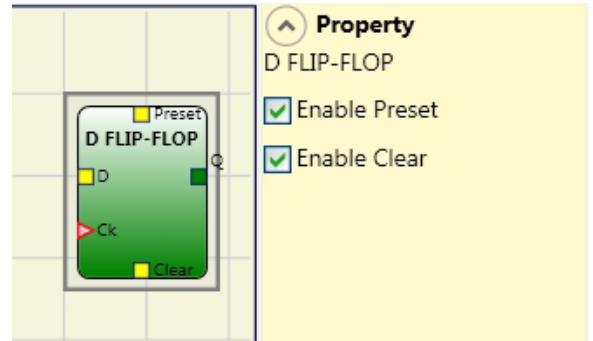 Preset
D FLIP-FLOP
Q
D
Ck
Clear
Property
D FLIP-FLOP
Enable Preset
Enable Clear